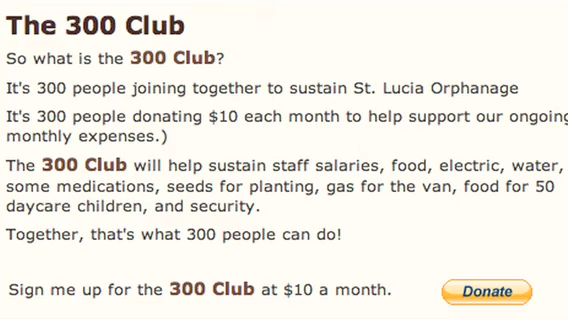 The 300 Club
So what is the 300 Club?
It's 300 people joining together to sustain St. Lucia Orphanage
It's 300 people donating $10 each month to help support our ongoing
monthly expenses.)
The 300 Club will help sustain staff salaries, food, electric, water,
some medications, seeds for planting, gas for the van, food for 50
daycare children, and security.
Together, that's what 300 people can do!
Sign me up for the 300 Club at $10 a month.
Donate